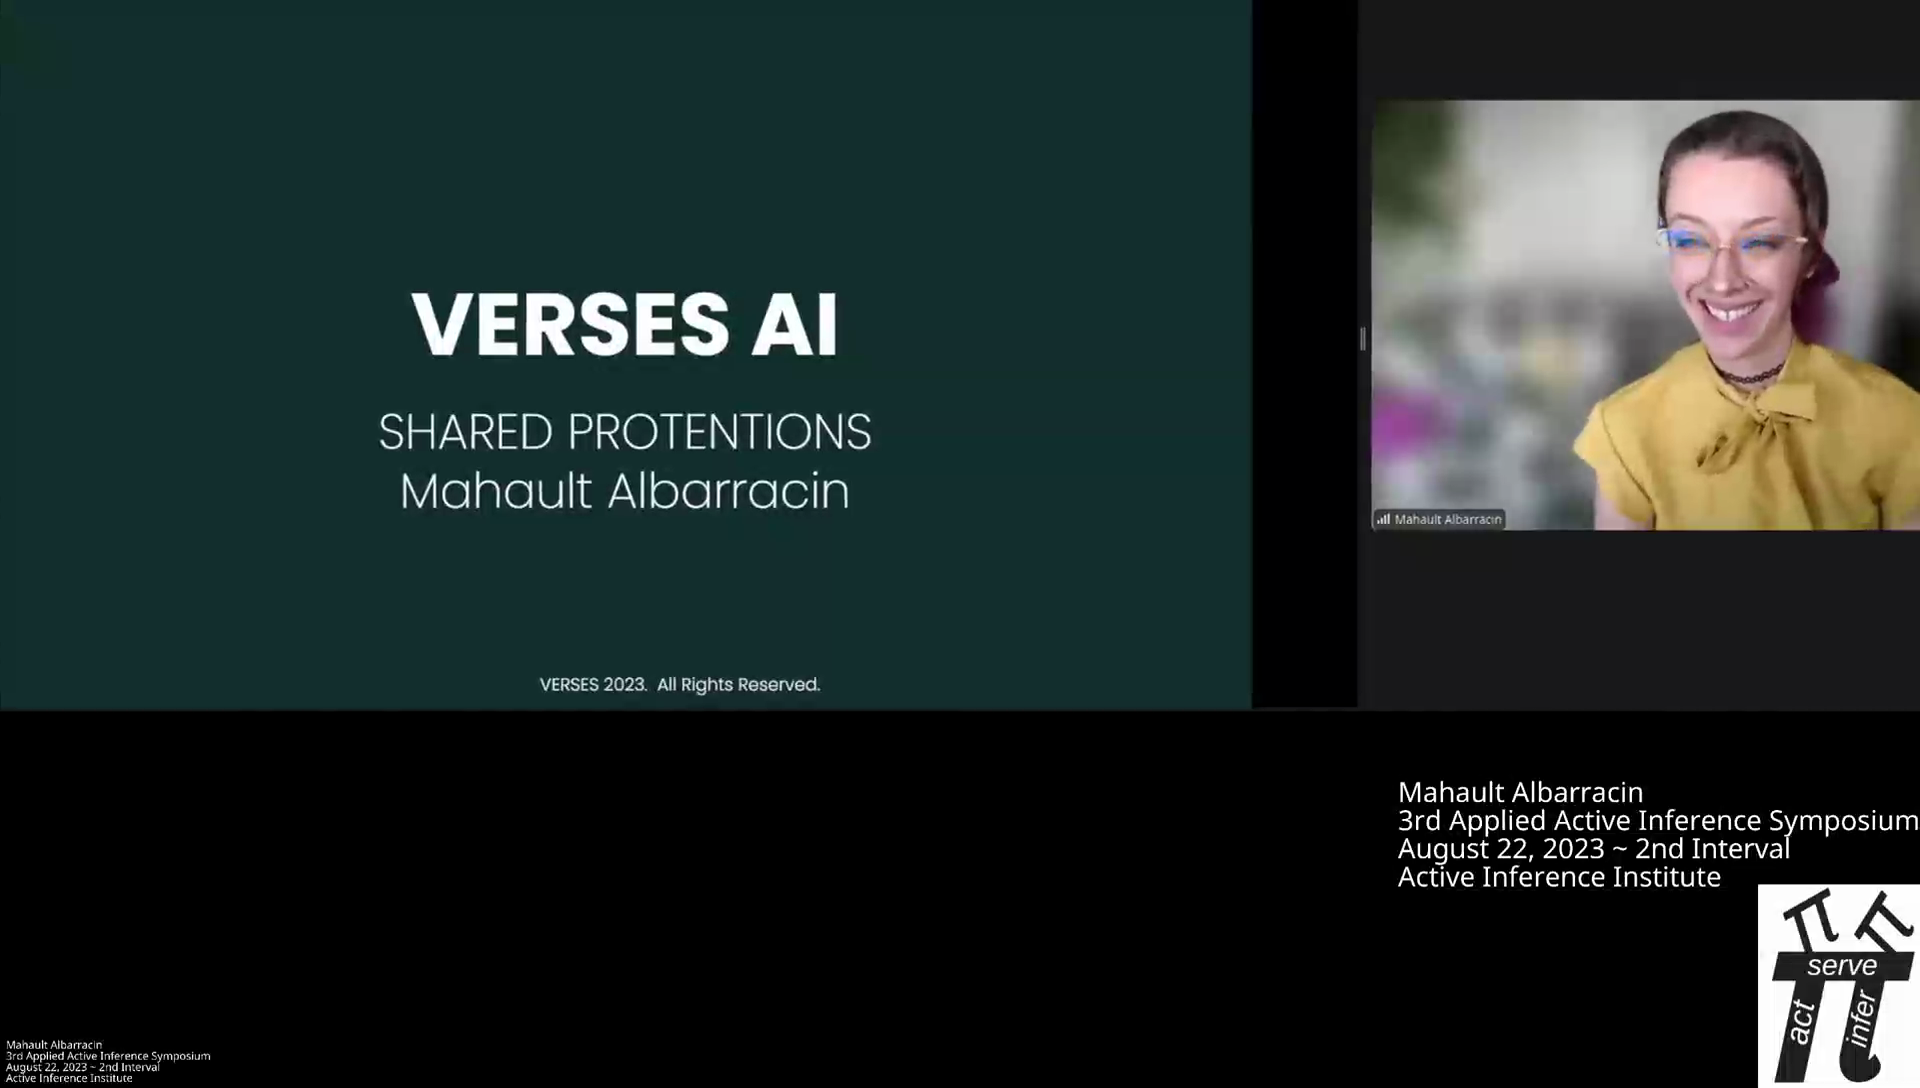 VERSES AI
SHARED PROTENTIONS
Mahault Albarracin
VERSES 2023. All Rights Reserved.
Mahault Albarracin
Mahault Albarracin
3rd Applied Active Inference Symposium
August 22, 2023 ~ 2nd Interval
Active Inference Institute
serve
act
infer
Mahault Albarracin
3rd Applied Active Inference Symposium
August 22, 2023 ~ 2nd Interval
Active Inference Institute